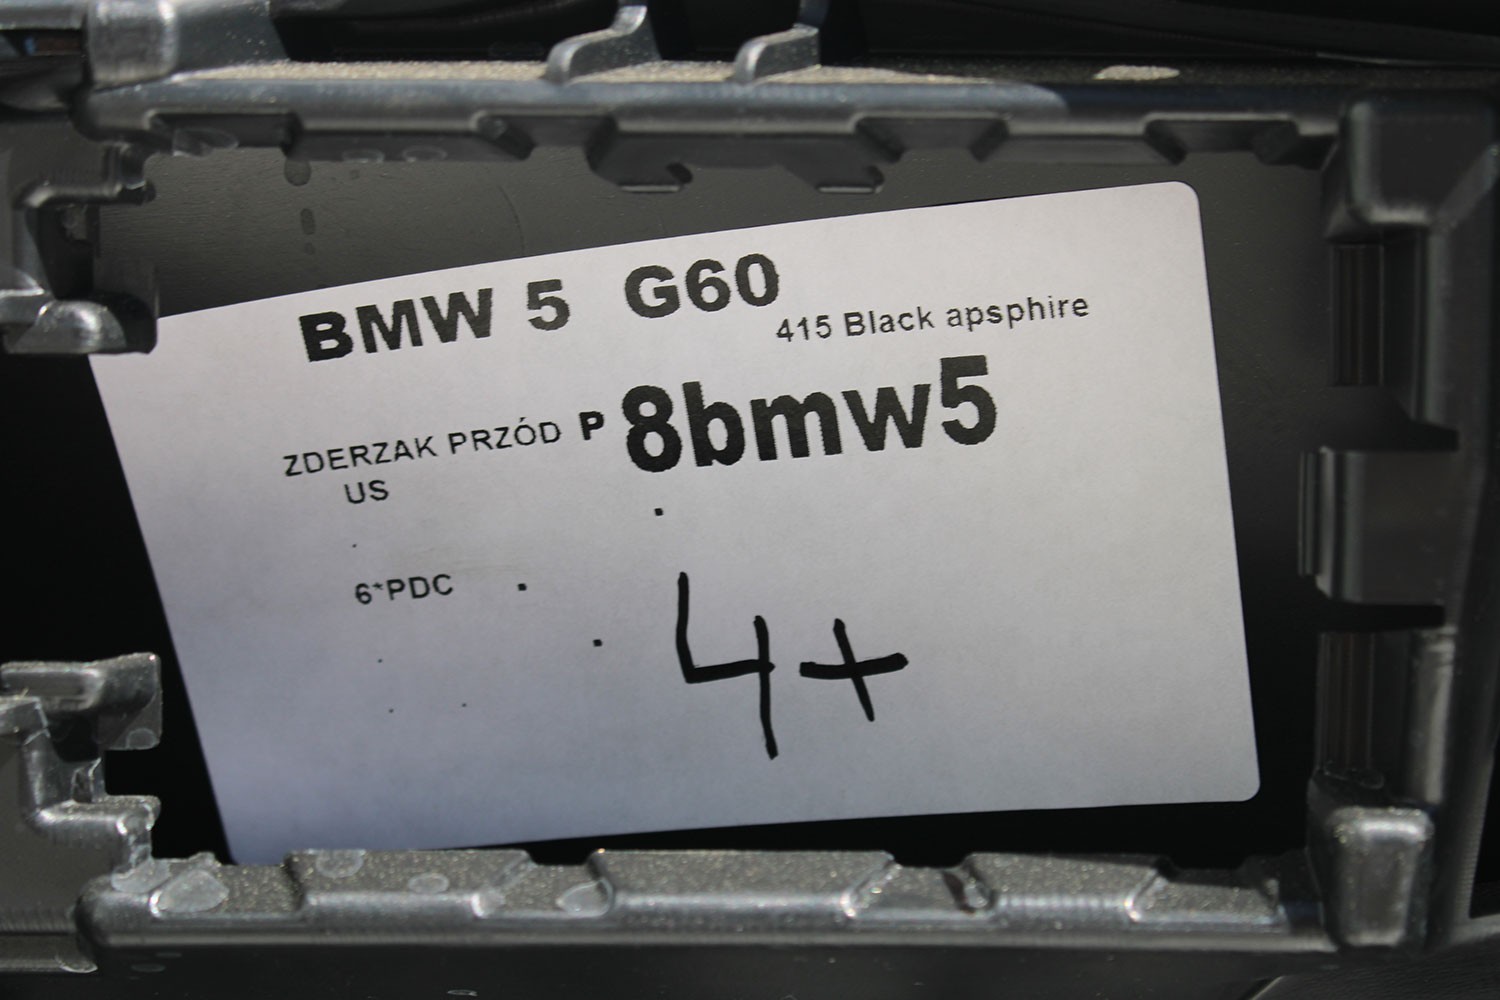 BMW 5 G60
415 Black apsphire
ZDERZAK PRZÓD P 8bmw5
US
6*PDC
4+